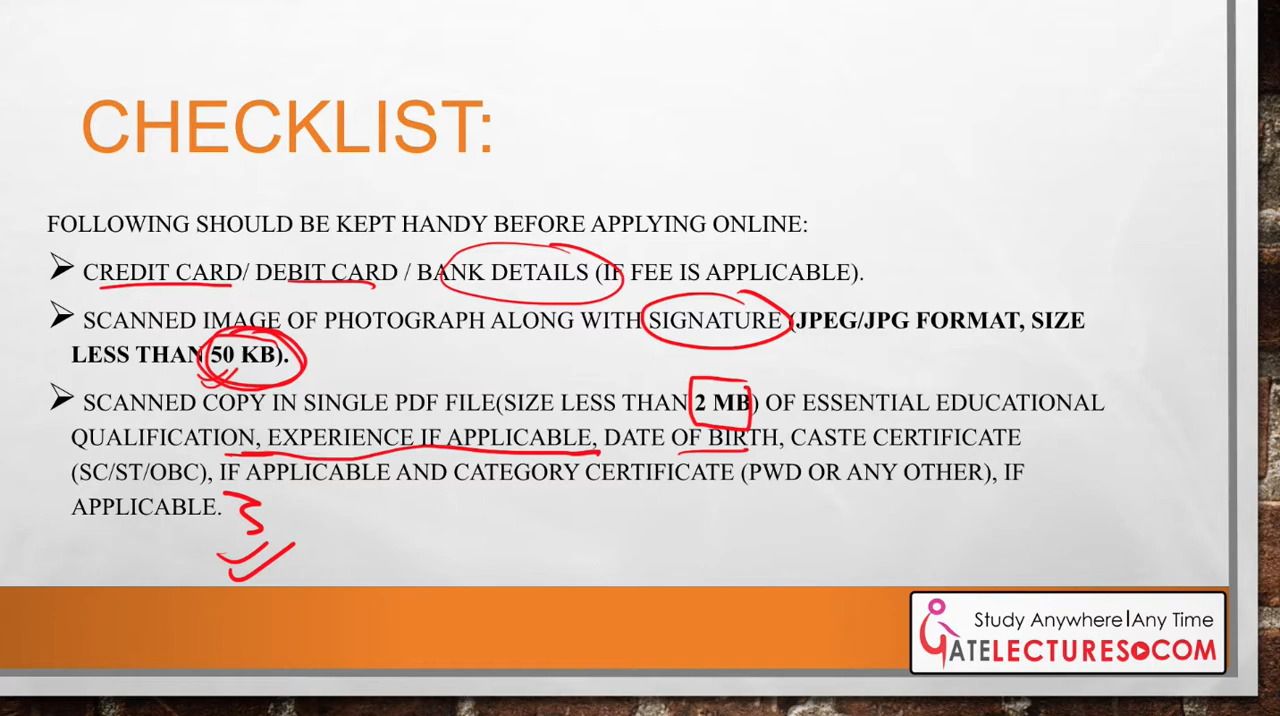 CHECKLIST:
FOLLOWING SHOULD BE KEPT HANDY BEFORE APPLYING ONLINE:
➢ CREDIT CARD/ DEBIT CARD / BANK DETAILS (IF FEE IS APPLICABLE).
➢ SCANNED IMAGE OF PHOTOGRAPH ALONG WITH SIGNATURE (JPEG/JPG FORMAT, SIZE
LESS THAN 50 KB).
➢ SCANNED COPY IN SINGLE PDF FILE(SIZE LESS THAN 2 MB) OF ESSENTIAL EDUCATIONAL
QUALIFICATION, EXPERIENCE IF APPLICABLE, DATE OF BIRTH, CASTE CERTIFICATE
(SC/ST/OBC), IF APPLICABLE AND CATEGORY CERTIFICATE (PWD OR ANY OTHER), IF
APPLICABLE.
3
Study Anywhere|Any Time
GATELECTURES.COM